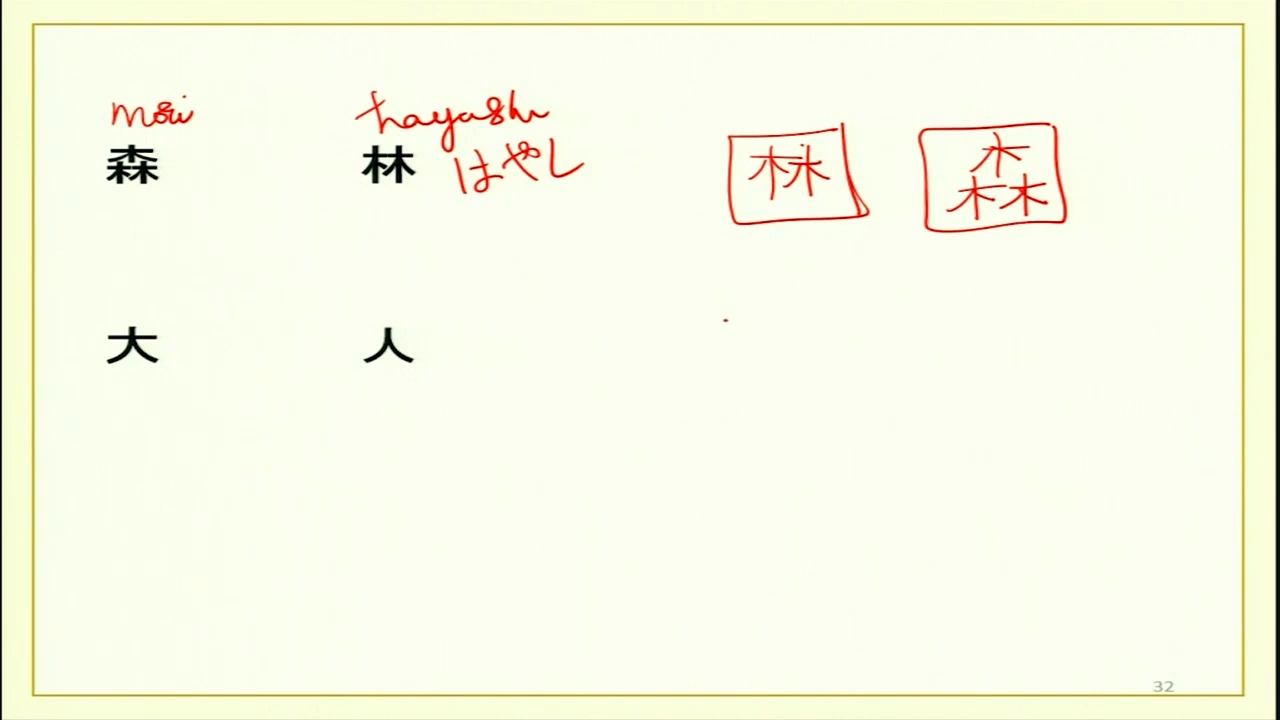 mori hayashi
森 林 はやし 林 森
大 人
32